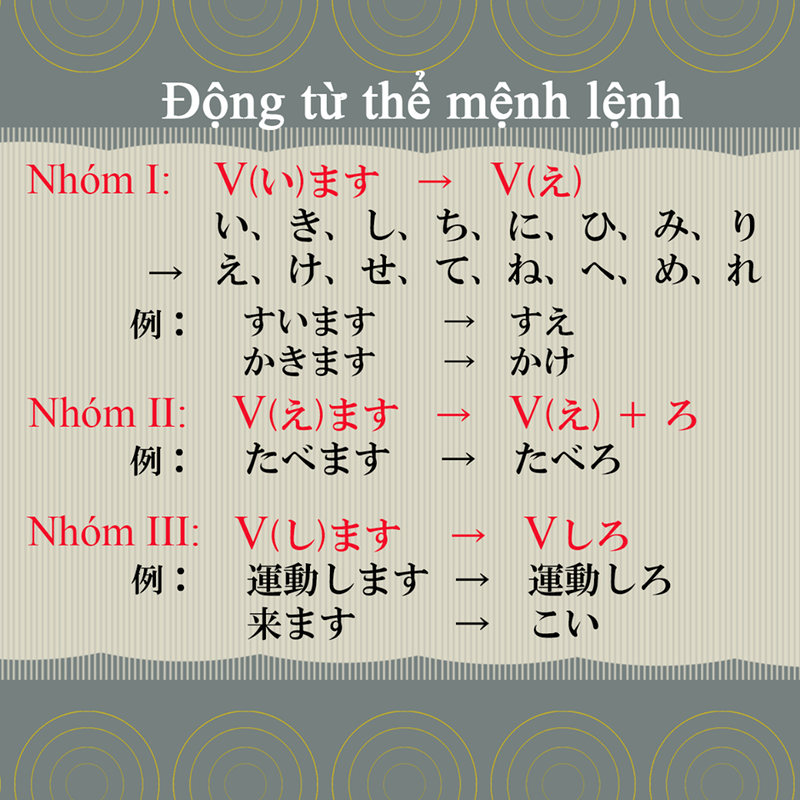 Động từ thể mệnh lệnh
Nhóm I: V(い)ます → V(え)
い、き、し、ち、に、ひ、み、り
→ え、け、せ、て、ね、へ、め、れ
例： すいます → すえ
かきます → かけ
Nhóm II: V(え)ます → V(え) + ろ
例： たべます → たべろ
Nhóm III: V(し)ます → Vしろ
例： 運動します → 運動しろ
来ます → こい